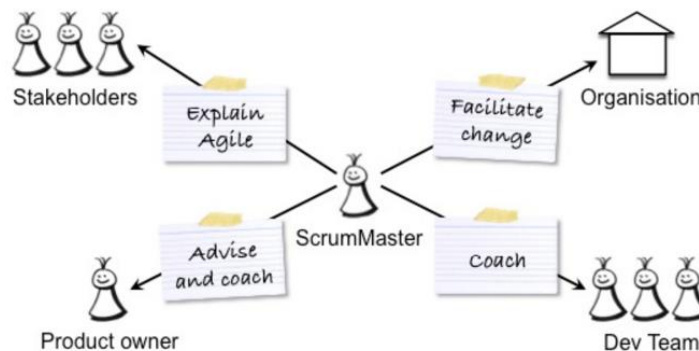 Stakeholders
Explain
Agile
Facilitate
change
Organisation
ScrumMaster
Advise
and coach
Coach
Product owner
Dev Team